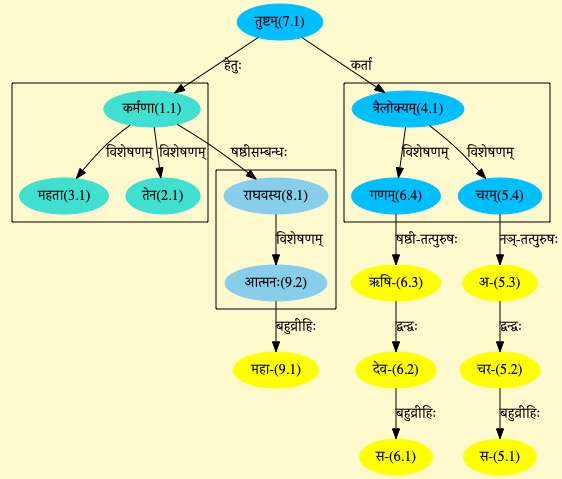 तुष्टम्(7.1)
हेतुः कर्ता
कर्मणा(1.1) त्रैलोक्यम्(4.1)
विशेषणम् विशेषणम् षष्ठीसम्बन्धः विशेषणम् विशेषणम्
महता(3.1) तेन(2.1) राघवस्य(8.1) गणम्(6.4) चरम्(5.4)
विशेषणम् षष्ठी-तत्पुरुषः नञ्-तत्पुरुषः
आत्मनः(9.2) ऋषि-(6.3) अ-(5.3)
बहुव्रीहिः द्वन्द्वः द्वन्द्वः
महा-(9.1) देव-(6.2) चर-(5.2)
बहुव्रीहिः बहुव्रीहिः
स-(6.1) स-(5.1)